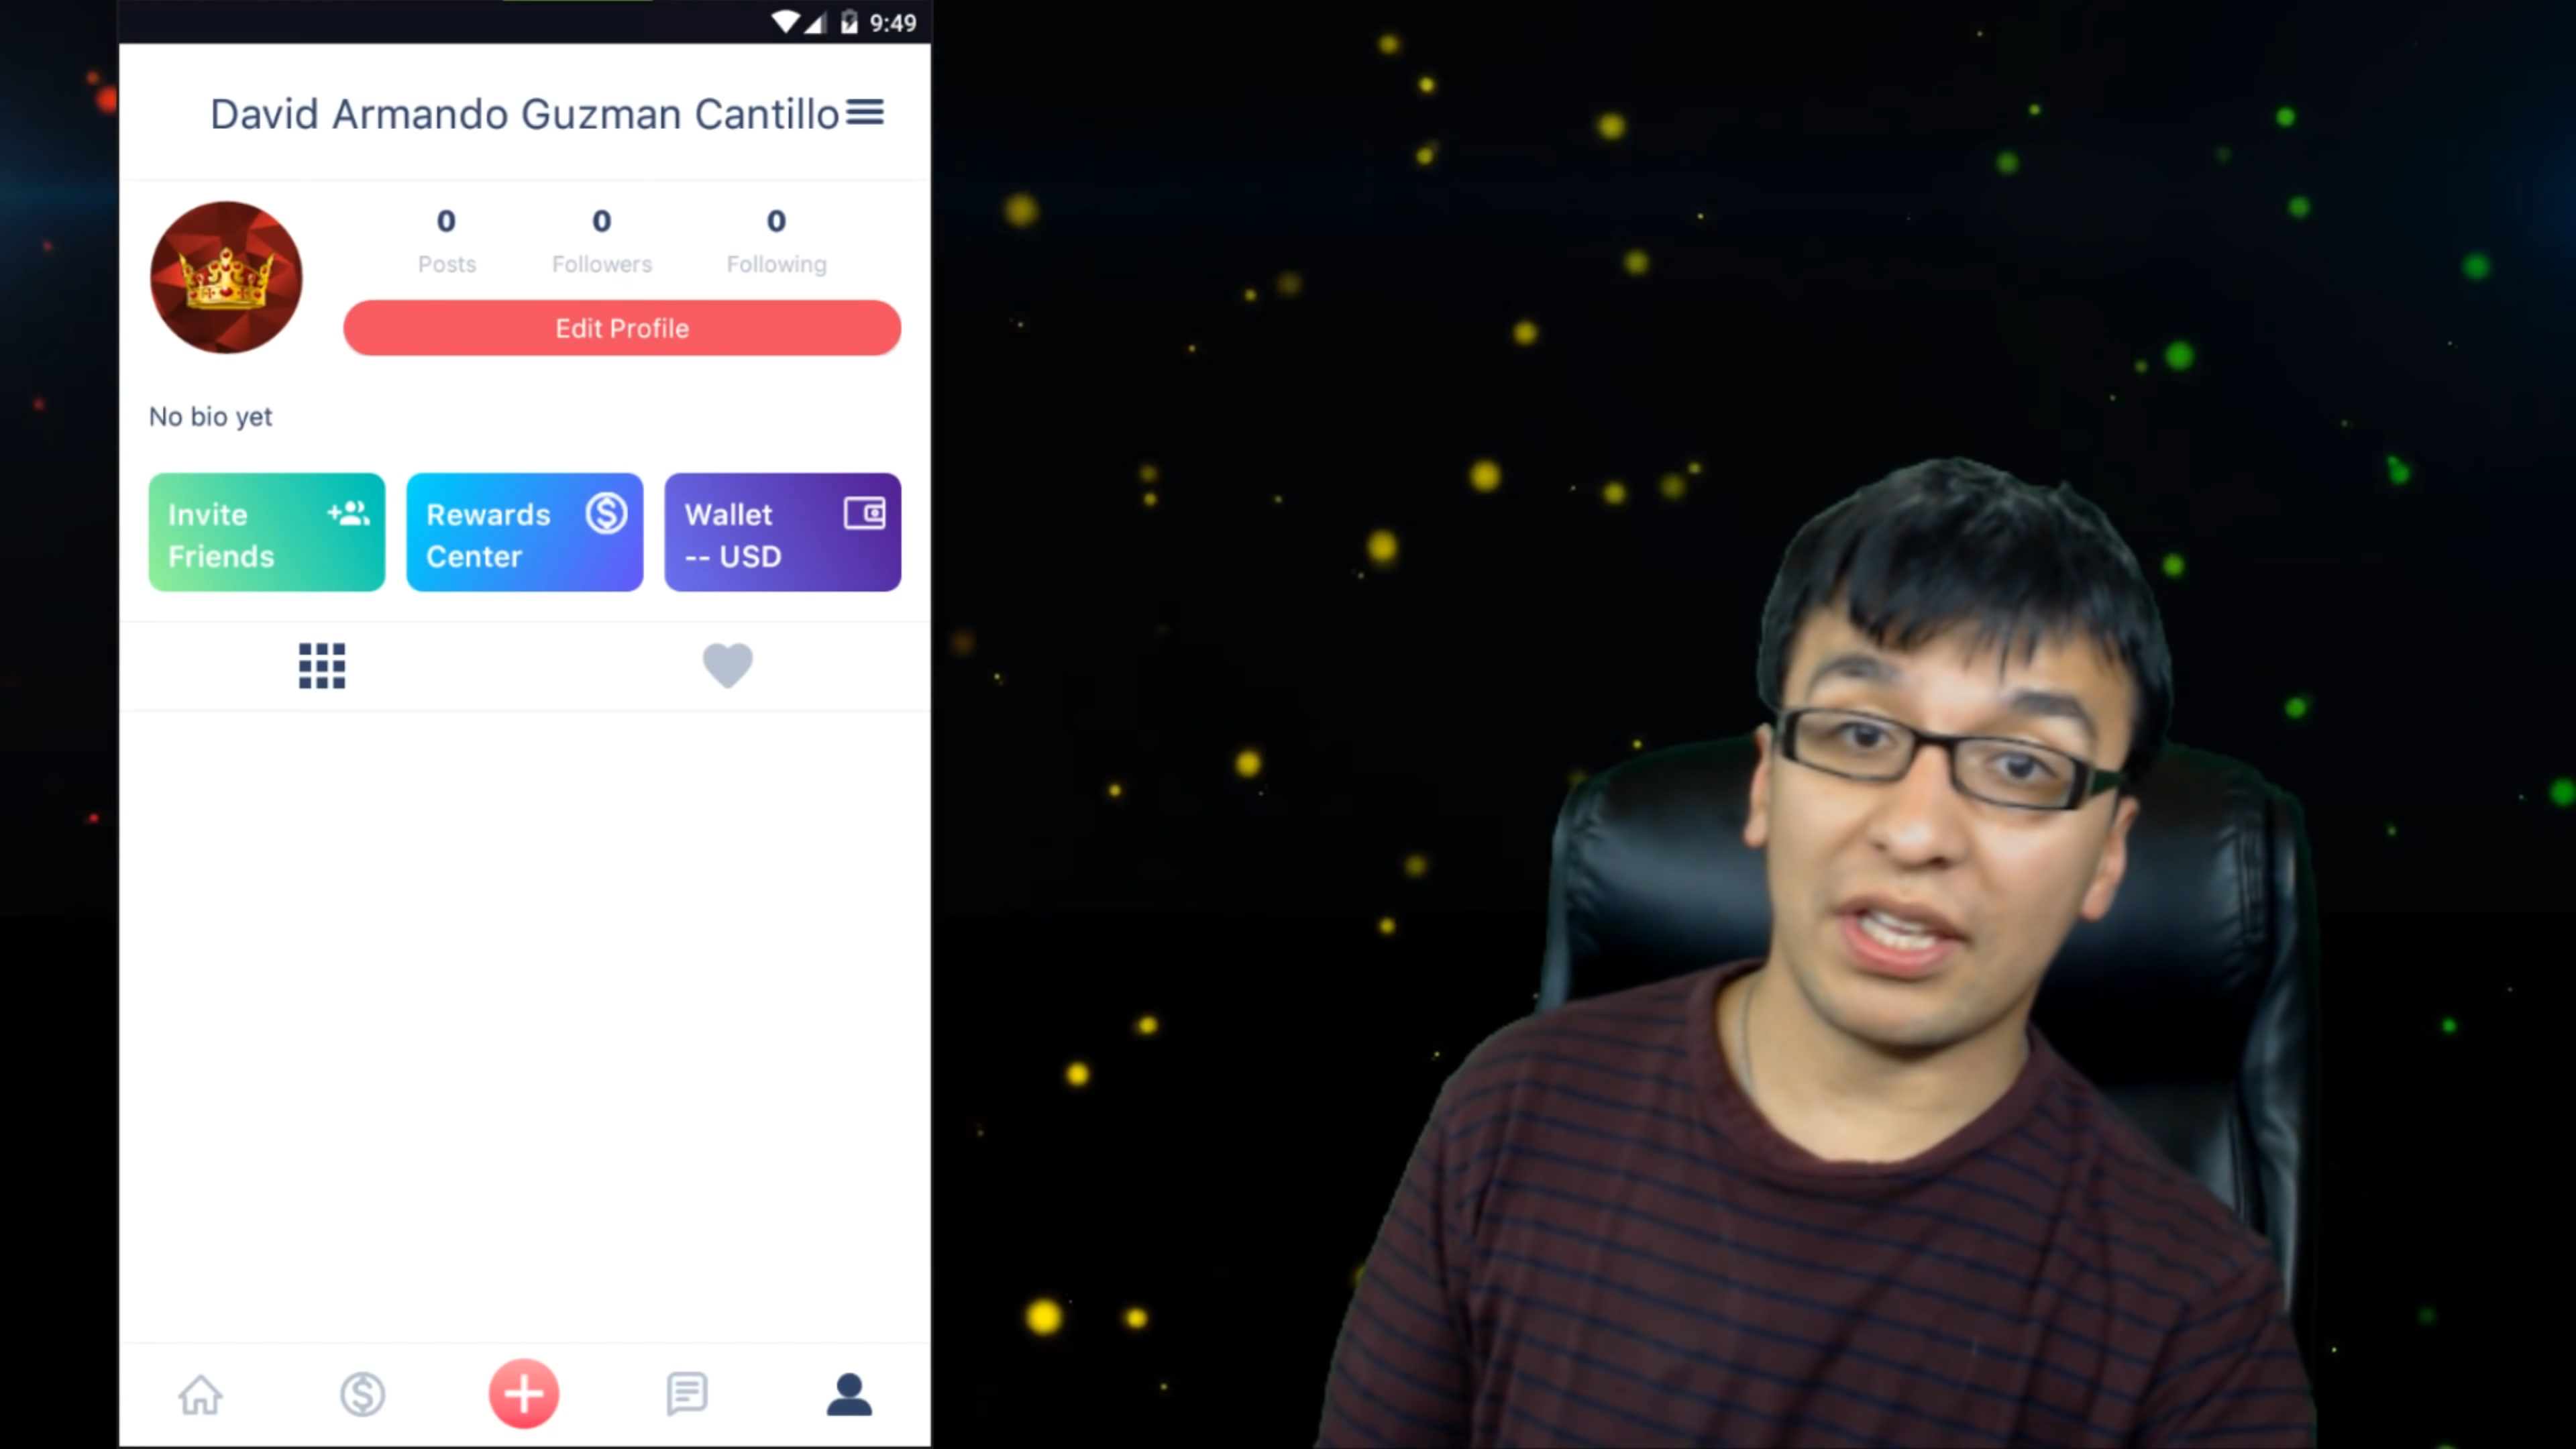 9:49
David Armando Guzman Cantillo
0 0 0
Posts Followers Following
Edit Profile
No bio yet
Invite
Friends
Rewards
Center
Wallet
-- USD